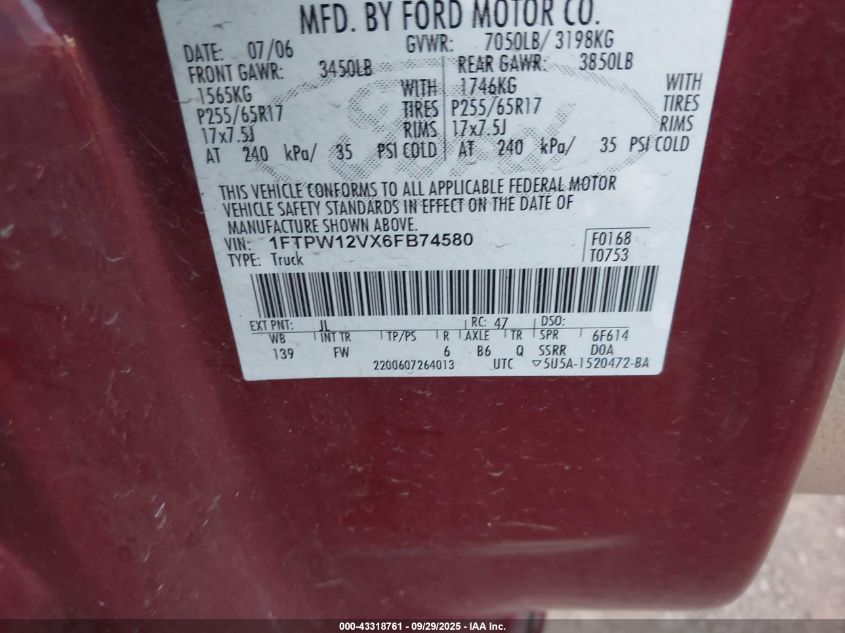 MFD. BY FORD MOTOR CO.
DATE: 07/06 GVWR: 7050LB/ 3198KG
FRONT GAWR: 3450LB REAR GAWR: 3850LB
1565KG WITH 1746KG WITH
P255/65R17 TIRES P255/65R17 TIRES
17x7.5J RIMS 17x7.5J RIMS
AT 240 kPa/ 35 PSI COLD AT 240 kPa/ 35 PSI COLD
THIS VEHICLE CONFORMS TO ALL APPLICABLE FEDERAL MOTOR
VEHICLE SAFETY STANDARDS IN EFFECT ON THE DATE OF
MANUFACTURE SHOWN ABOVE.
VIN: 1FTPW12VX6FB74580 F0168
TYPE: Truck T0753
EXT PNT: JL RC: 47 DSO:
WB INT TR TP/PS R AXLE TR SPR 6F614
139 FW 6 B6 Q SSRR D0A
2200607264013 UTC ▽5U5A-1520472-BA
000-43318761 - 09/29/2025 - IAA Inc.